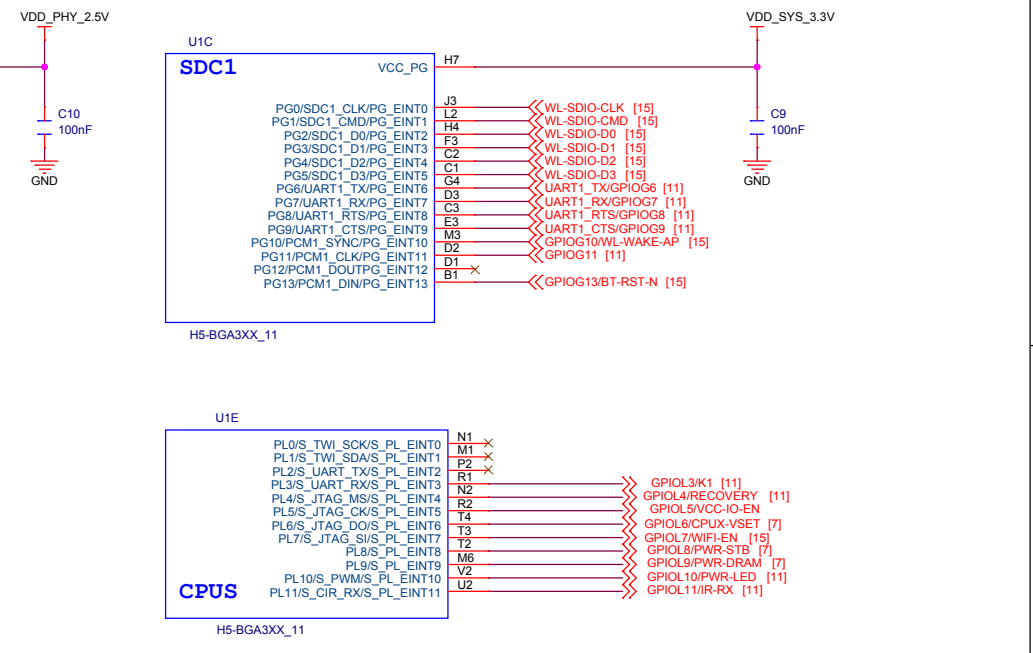 VDD_PHY_2.5V
VDD_SYS_3.3V
U1C
SDC1
VCC_PG
H7
C10
100nF
GND
C9
100nF
GND
PG0/SDC1_CLK/PG_EINT0 J3 WL-SDIO-CLK [15]
PG1/SDC1_CMD/PG_EINT1 L2 WL-SDIO-CMD [15]
PG2/SDC1_D0/PG_EINT2 H4 WL-SDIO-D0 [15]
PG3/SDC1_D1/PG_EINT3 F3 WL-SDIO-D1 [15]
PG4/SDC1_D2/PG_EINT4 C2 WL-SDIO-D2 [15]
PG5/SDC1_D3/PG_EINT5 C1 WL-SDIO-D3 [15]
PG6/UART1_TX/PG_EINT6 G4 UART1_TX/GPIOG6 [11]
PG7/UART1_RX/PG_EINT7 D3 UART1_RX/GPIOG7 [11]
PG8/UART1_RTS/PG_EINT8 C3 UART1_RTS/GPIOG8 [11]
PG9/UART1_CTS/PG_EINT9 E3 UART1_CTS/GPIOG9 [11]
PG10/PCM1_SYNC/PG_EINT10 M3 GPIOG10/WL-WAKE-AP [15]
PG11/PCM1_CLK/PG_EINT11 D2 GPIOG11 [11]
PG12/PCM1_DOUTPG_EINT12 D1
PG13/PCM1_DIN/PG_EINT13 B1 GPIOG13/BT-RST-N [15]
H5-BGA3XX_11
U1E
PL0/S_TWI_SCK/S_PL_EINT0 N1
PL1/S_TWI_SDA/S_PL_EINT1 M1
PL2/S_UART_TX/S_PL_EINT2 P2
PL3/S_UART_RX/S_PL_EINT3 R1 GPIOL3/K1 [11]
PL4/S_JTAG_MS/S_PL_EINT4 N2 GPIOL4/RECOVERY [11]
PL5/S_JTAG_CK/S_PL_EINT5 R2 GPIOL5/VCC-IO-EN
PL6/S_JTAG_DO/S_PL_EINT6 T4 GPIOL6/CPUX-VSET [7]
PL7/S_JTAG_SI/S_PL_EINT7 T3 GPIOL7/WIFI-EN [15]
PL8/S_PL_EINT8 T2 GPIOL8/PWR-STB [7]
PL9/S_PL_EINT9 M6 GPIOL9/PWR-DRAM [7]
PL10/S_PWM/S_PL_EINT10 V2 GPIOL10/PWR-LED [11]
PL11/S_CIR_RX/S_PL_EINT11 U2 GPIOL11/IR-RX [11]
CPUS
H5-BGA3XX_11